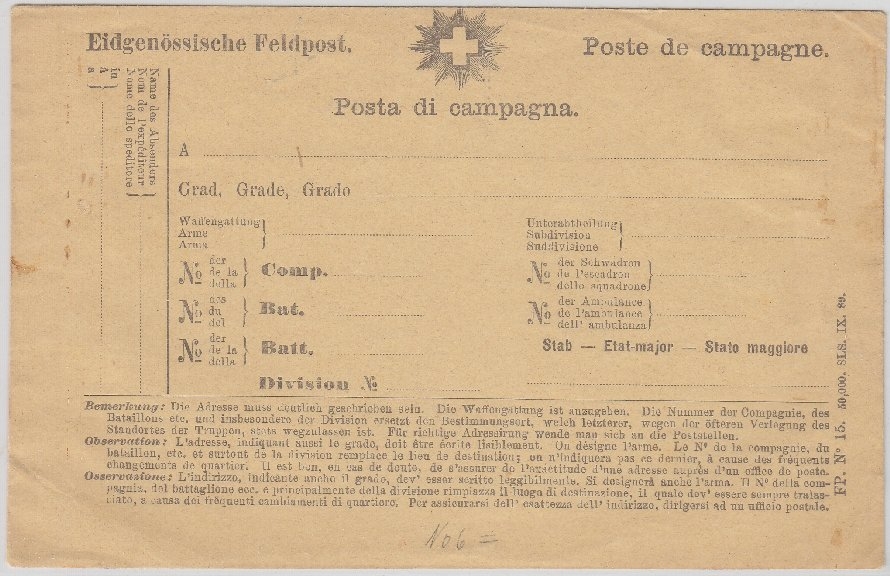 Eidgenössische Feldpost.
Poste de campagne.
Posta di campagna.
Name des Absenders
Nom de l'expéditeur
Nome dello speditore
in
à
a
A
Grad, Grade, Grado
Waffengattung
Arme
Arma
Unterabtheilung
Subdivision
Suddivisione
No der
de la
della
Comp.
No der Schwadron
de l'escadron
dello squadrone
No des
du
del
Bat.
No der Ambulance
de l'ambulance
dell' ambulanza
No der
de la
della
Batt.
Stab — Etat-major — Stato maggiore
Division No
Bemerkung: Die Adresse muss deutlich geschrieben sein. Die Waffengattung ist anzugeben. Die Nummer der Compagnie, des
Bataillons etc. und insbesondere der Division ersetzt den Bestimmungsort, welch letzterer, wegen der öfteren Verlegung des
Standortes der Truppen, stets wegzulassen ist. Für richtige Adressirung wende man sich an die Poststellen.
Observation: L'adresse, indiquant aussi le grade, doit être écrite lisiblement. On désigne l'arme. Le No de la compagnie, du
bataillon, etc. et surtout de la division remplace le lieu de destination; on n'indiquera pas ce dernier, à cause des fréquents
changements de quartier. Il est bon, en cas de doute, de s'assurer de l'exactitude d'une adresse auprès d'un office de poste.
Osservazione: L'indirizzo, indicante anche il grado, dev' esser scritto leggibilmente. Si designerà anche l'arma. Il No della com-
pagnia, del battaglione ecc. e principalmente della divisione rimpiazza il luogo di destinazione, il quale dev' essere sempre tralas-
ciato, a causa dei frequenti cambiamenti di quartiere. Per assicurarsi dell' esattezza dell' indirizzo, dirigersi ad un ufficio postale.
FP. No 15. 50,000. SLS. IX. 89.
No 6 =